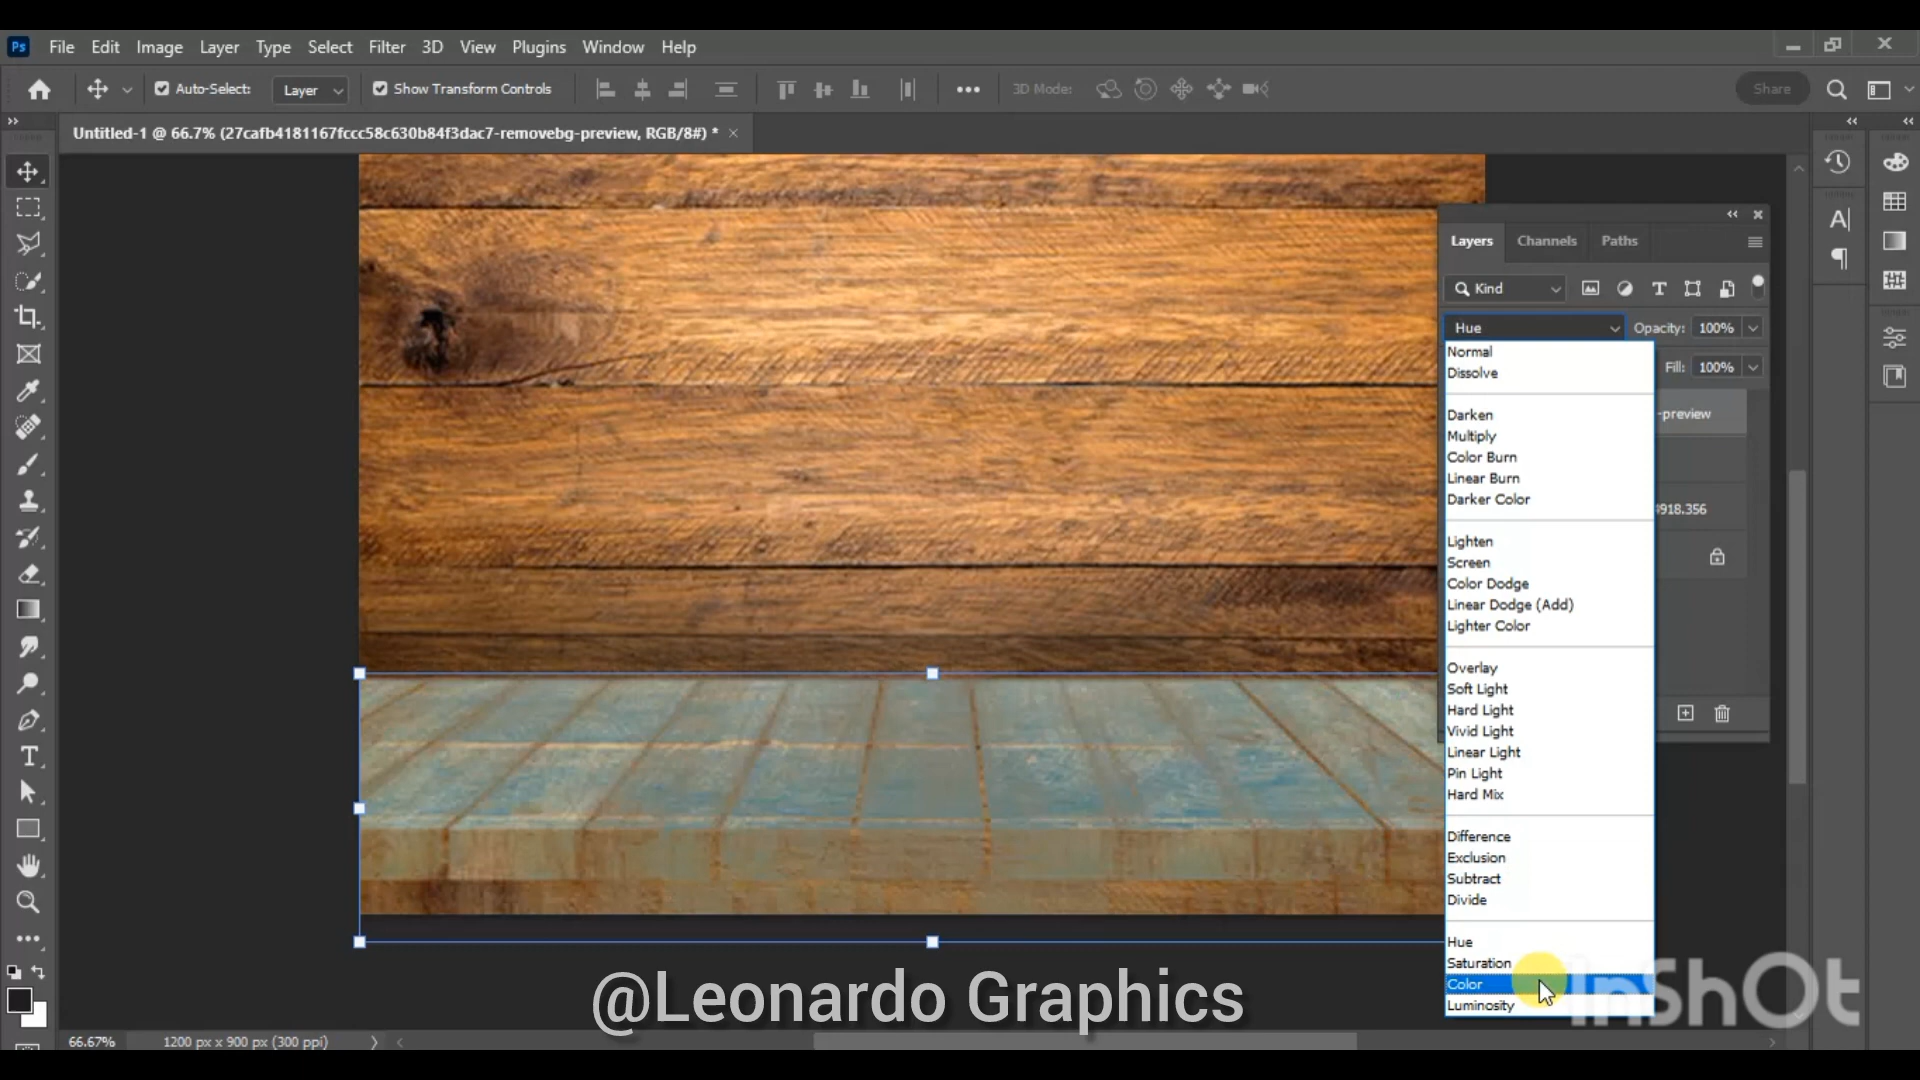 Ps File Edit Image Layer Type Select Filter 3D View Plugins Window Help
Auto-Select: Layer Show Transform Controls ••• 3D Mode: Share
Untitled-1 @ 66.7% (27cafb4181167fccc58c630b84f3dac7-removebg-preview, RGB/8#) * ×
Layers Channels Paths
Kind
Hue Opacity: 100%
Normal
Fill: 100%
Dissolve
-preview
Darken
Multiply
Color Burn
Linear Burn
Darker Color
4918.356
Lighten
Screen
Color Dodge
Linear Dodge (Add)
Lighter Color
Overlay
Soft Light
Hard Light
Vivid Light
Linear Light
Pin Light
Hard Mix
Difference
Exclusion
Subtract
Divide
Hue
Saturation
Color
Luminosity
InShOt
@Leonardo Graphics
66.67% 1200 px x 900 px (300 ppi)